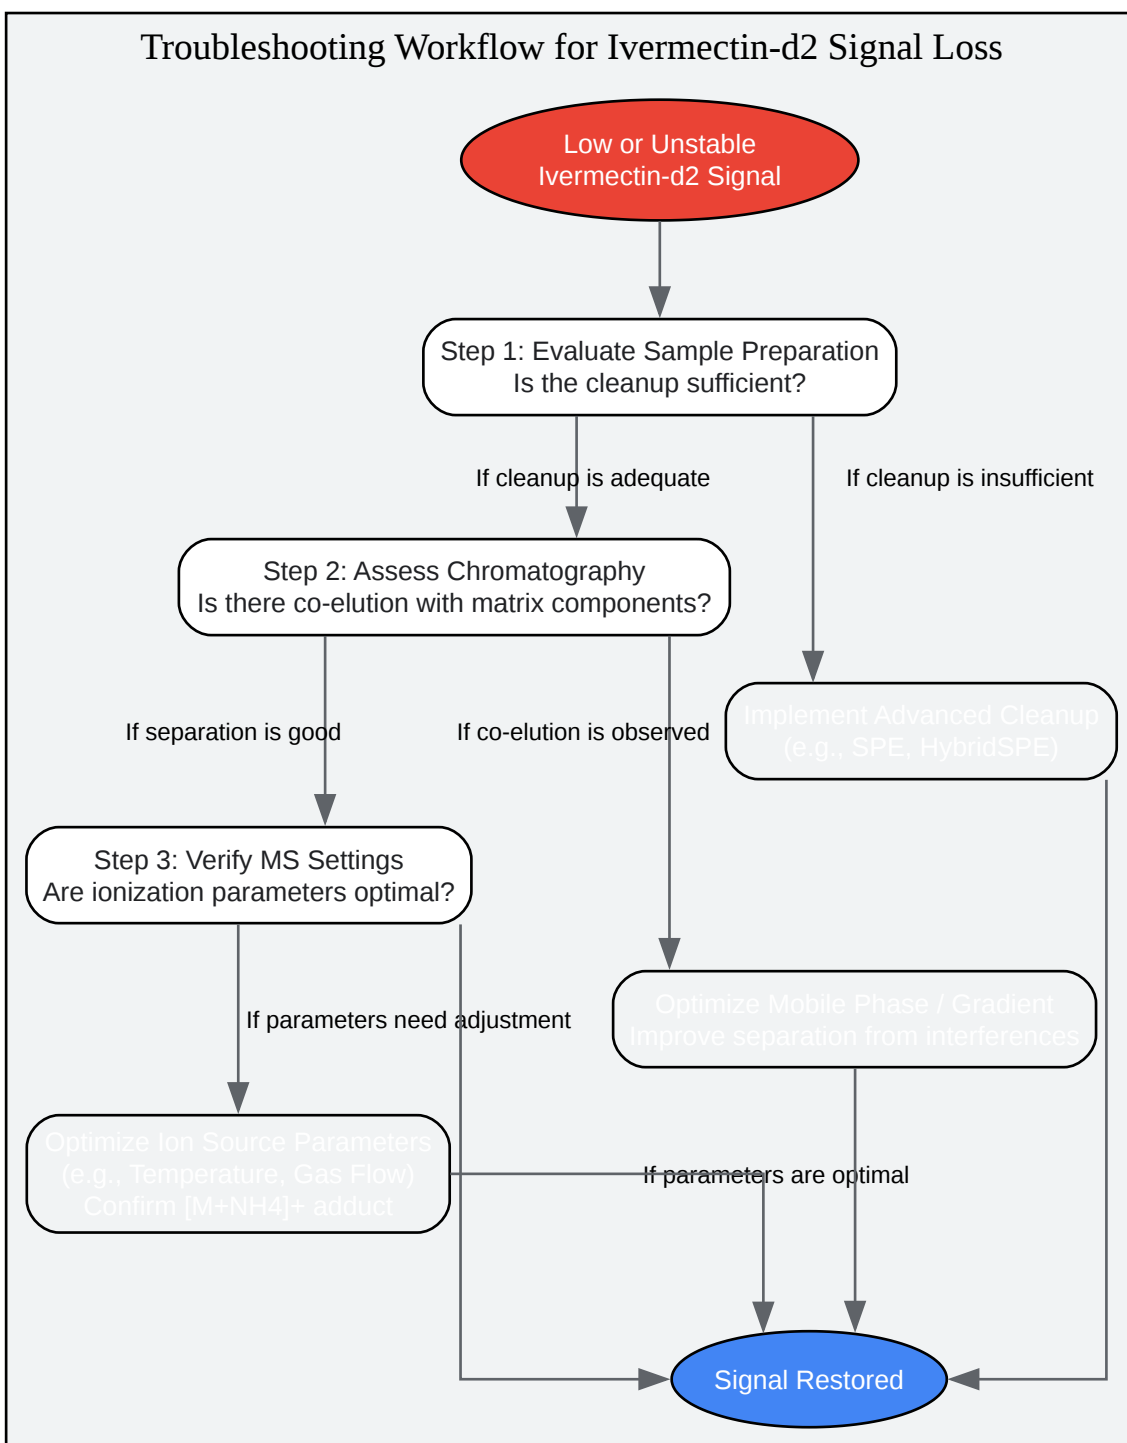 Troubleshooting Workflow for Ivermectin-d2 Signal Loss
Low or Unstable
Ivermectin-d2 Signal
Step 1: Evaluate Sample Preparation
Is the cleanup sufficient?
If cleanup is adequate
If cleanup is insufficient
Step 2: Assess Chromatography
Is there co-elution with matrix components?
If separation is good
If co-elution is observed
Implement Advanced Cleanup
(e.g., SPE, HybridSPE)
Step 3: Verify MS Settings
Are ionization parameters optimal?
If parameters need adjustment
Optimize Mobile Phase / Gradient
Improve separation from interferences
Optimize Ion Source Parameters
(e.g., Temperature, Gas Flow)
Confirm [M+NH4]+ adduct
If parameters are optimal
Signal Restored